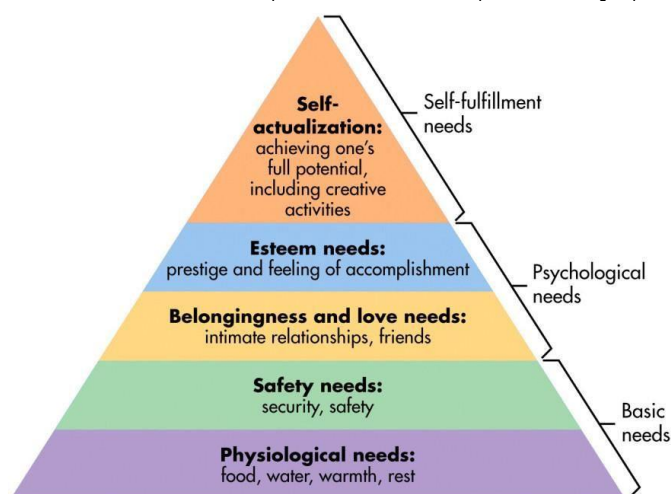 Self-
actualization:
achieving one's
full potential,
including creative
activities
Self-fulfillment
needs
Esteem needs:
prestige and feeling of accomplishment
Psychological
needs
Belongingness and love needs:
intimate relationships, friends
Safety needs:
security, safety
Basic
needs
Physiological needs:
food, water, warmth, rest